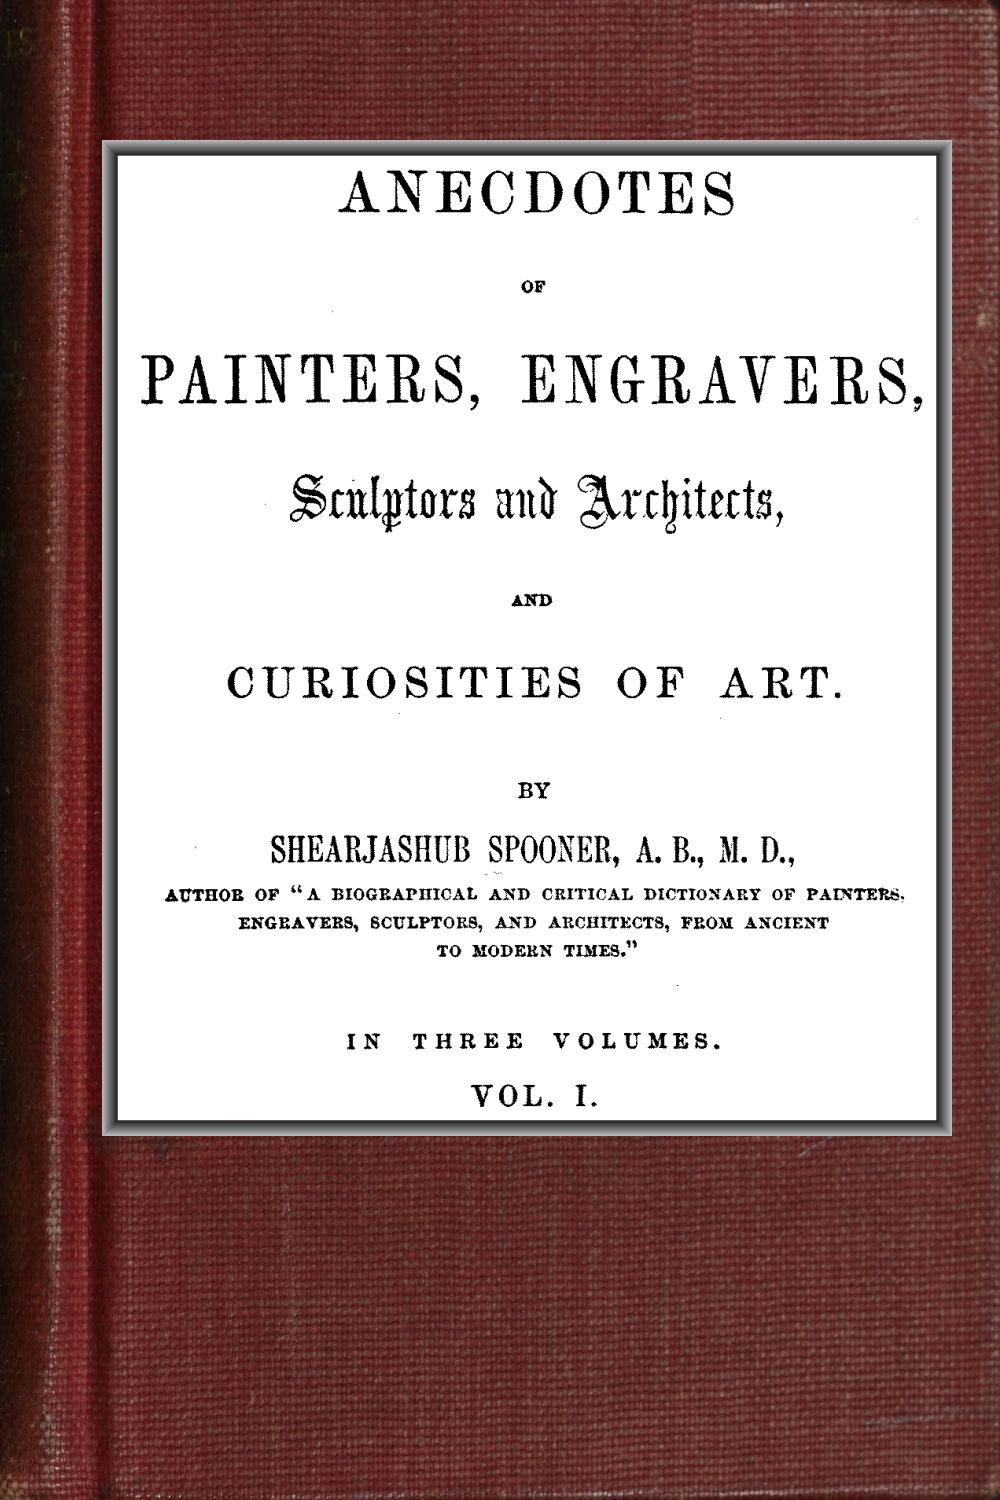 ANECDOTES
OF
PAINTERS, ENGRAVERS,
Sculptors and Architects,
AND
CURIOSITIES OF ART.
BY
SHEARJASHUB SPOONER, A. B., M. D.,
AUTHOR OF “A BIOGRAPHICAL AND CRITICAL DICTIONARY OF PAINTERS.
ENGRAVERS, SCULPTORS, AND ARCHITECTS, FROM ANCIENT
TO MODERN TIMES.”
IN THREE VOLUMES.
VOL. I.